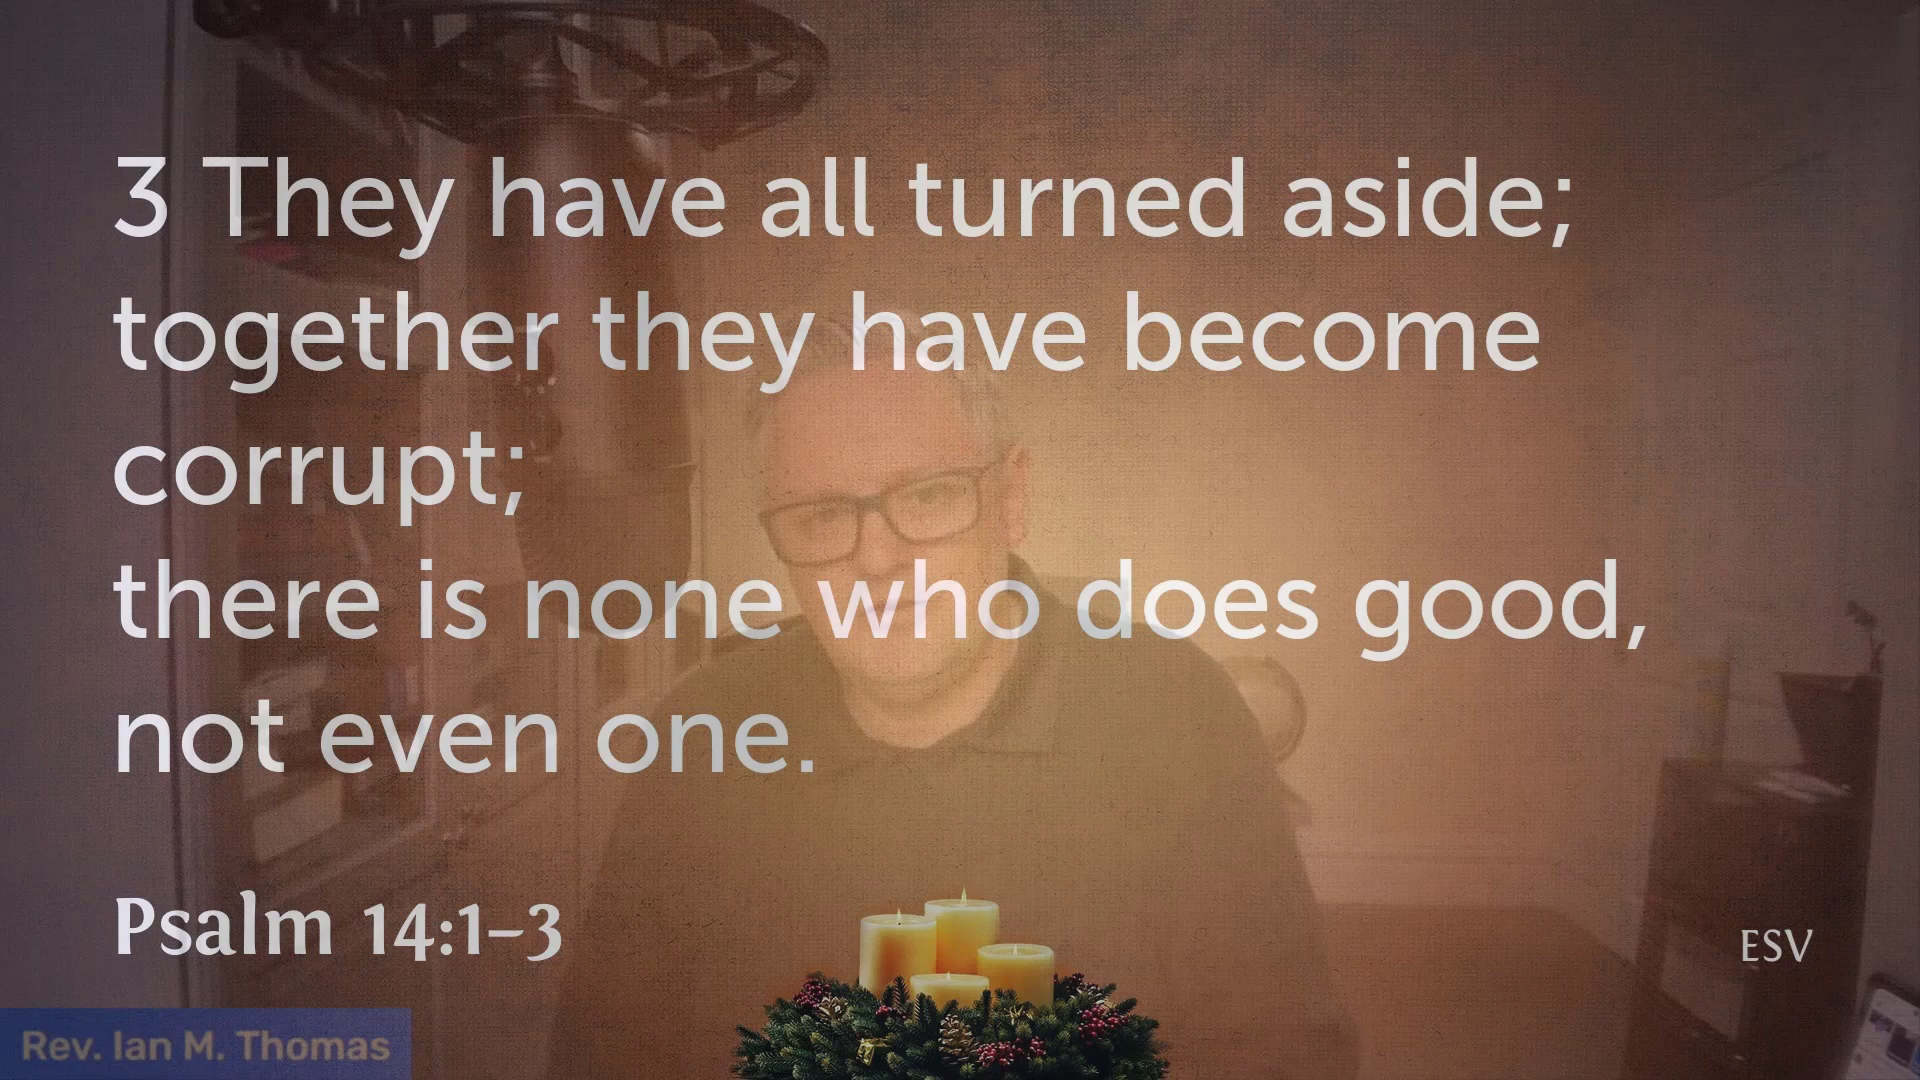 3 They have all turned aside;
together they have become
corrupt;
there is none who does good,
not even one.
Psalm 14:1–3
ESV
Rev. Ian M. Thomas